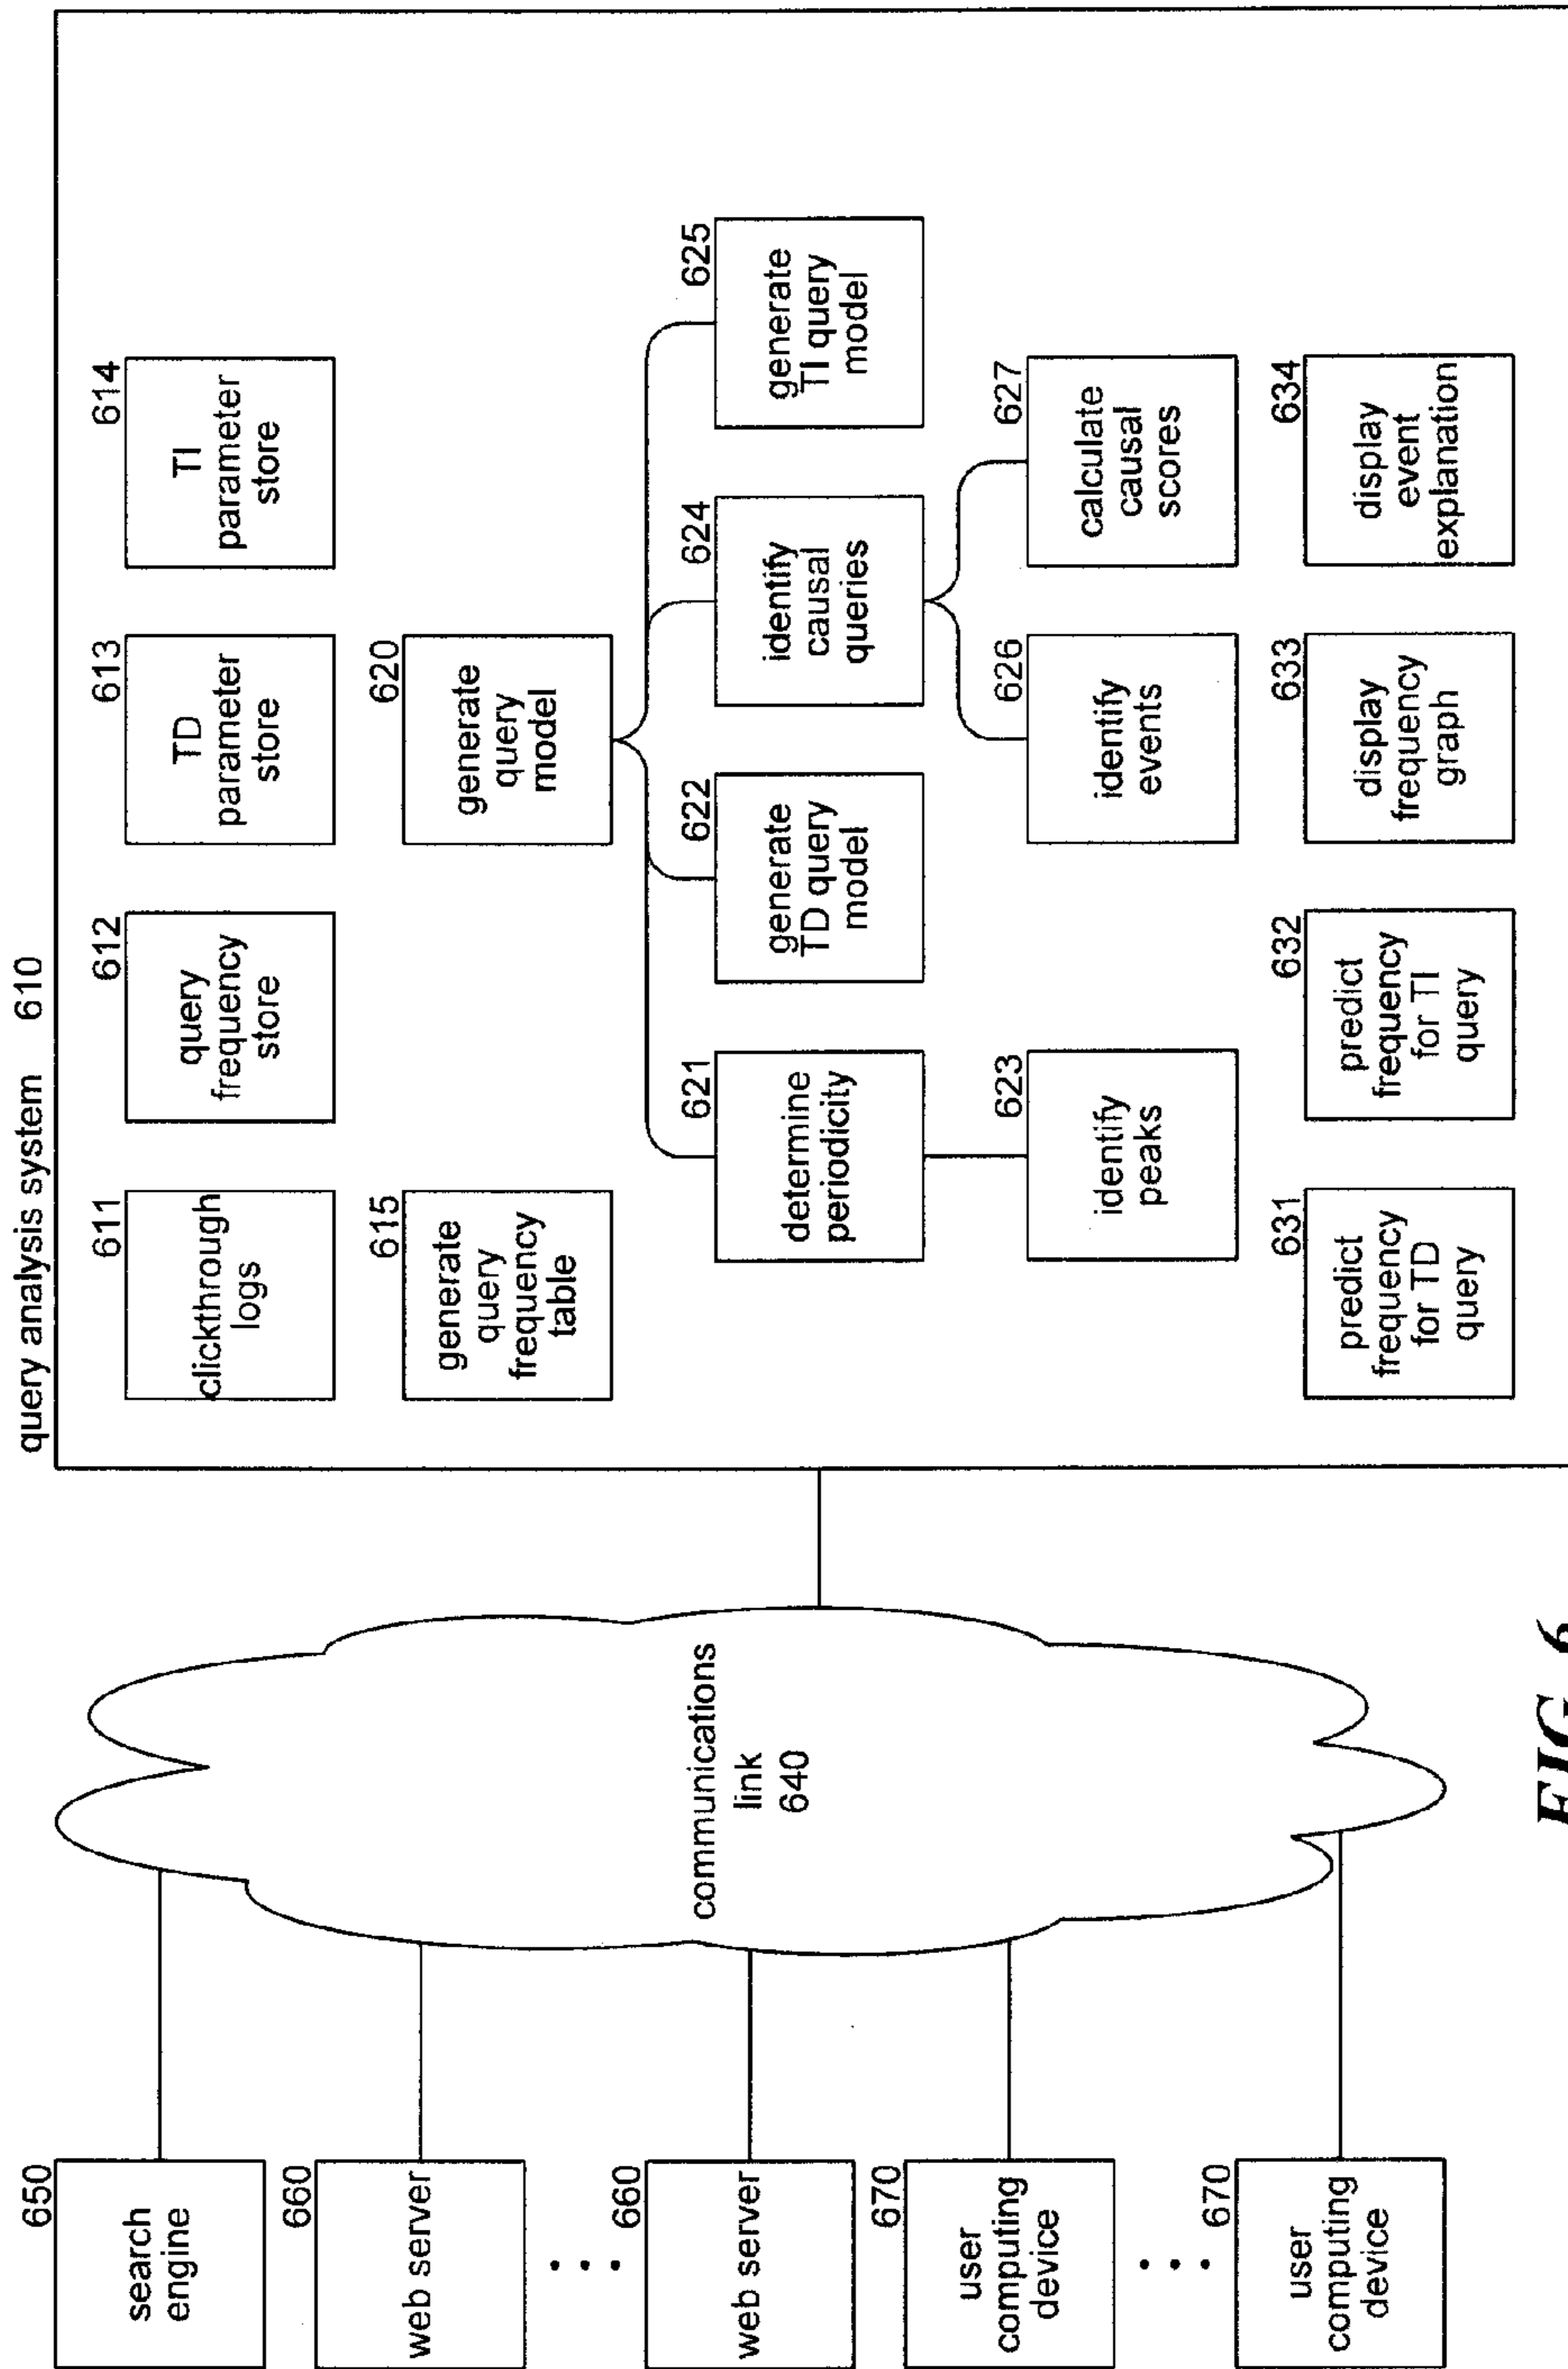 query analysis system 610
611
clickthrough
logs
612
query
frequency
store
613
TD
parameter
store
614
TI
parameter
store
615
generate
query
frequency
table
620
generate
query
model
621
determine
periodicity
622
generate
TD query
model
624
identify
causal
queries
625
generate
TI query
model
623
identify
peaks
626
identify
events
627
calculate
causal
scores
631
predict
frequency
for TD
query
632
predict
frequency
for TI
query
633
display
frequency
graph
634
display
event
explanation
communications
link
640
650
search
engine
660
web server
660
web server
670
user
computing
device
670
user
computing
device
FIG. 6